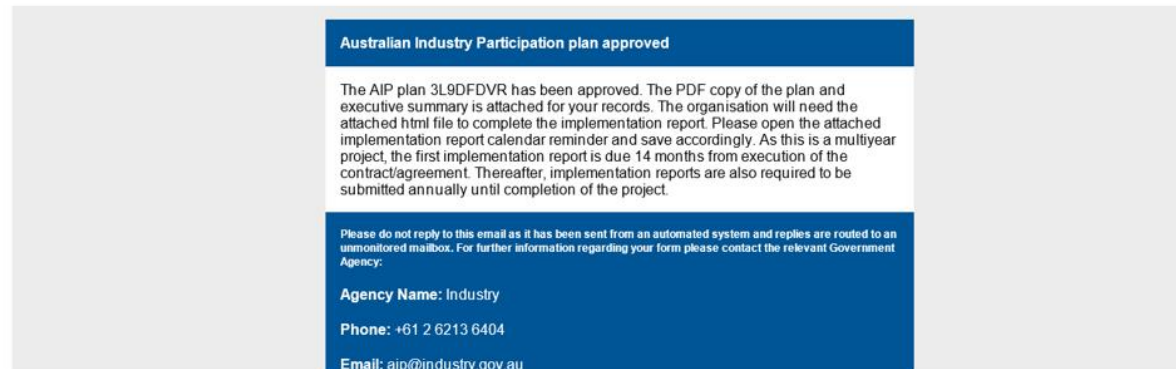 Australian Industry Participation plan approved
The AIP plan 3L9DFDVR has been approved. The PDF copy of the plan and
executive summary is attached for your records. The organisation will need the
attached html file to complete the implementation report. Please open the attached
implementation report calendar reminder and save accordingly. As this is a multiyear
project, the first implementation report is due 14 months from execution of the
contract/agreement. Thereafter, implementation reports are also required to be
submitted annually until completion of the project.
Please do not reply to this email as it has been sent from an automated system and replies are routed to an
unmonitored mailbox. For further information regarding your form please contact the relevant Government
Agency:
Agency Name: Industry
Phone: +61 2 6213 6404
Email: aip@industry.gov.au